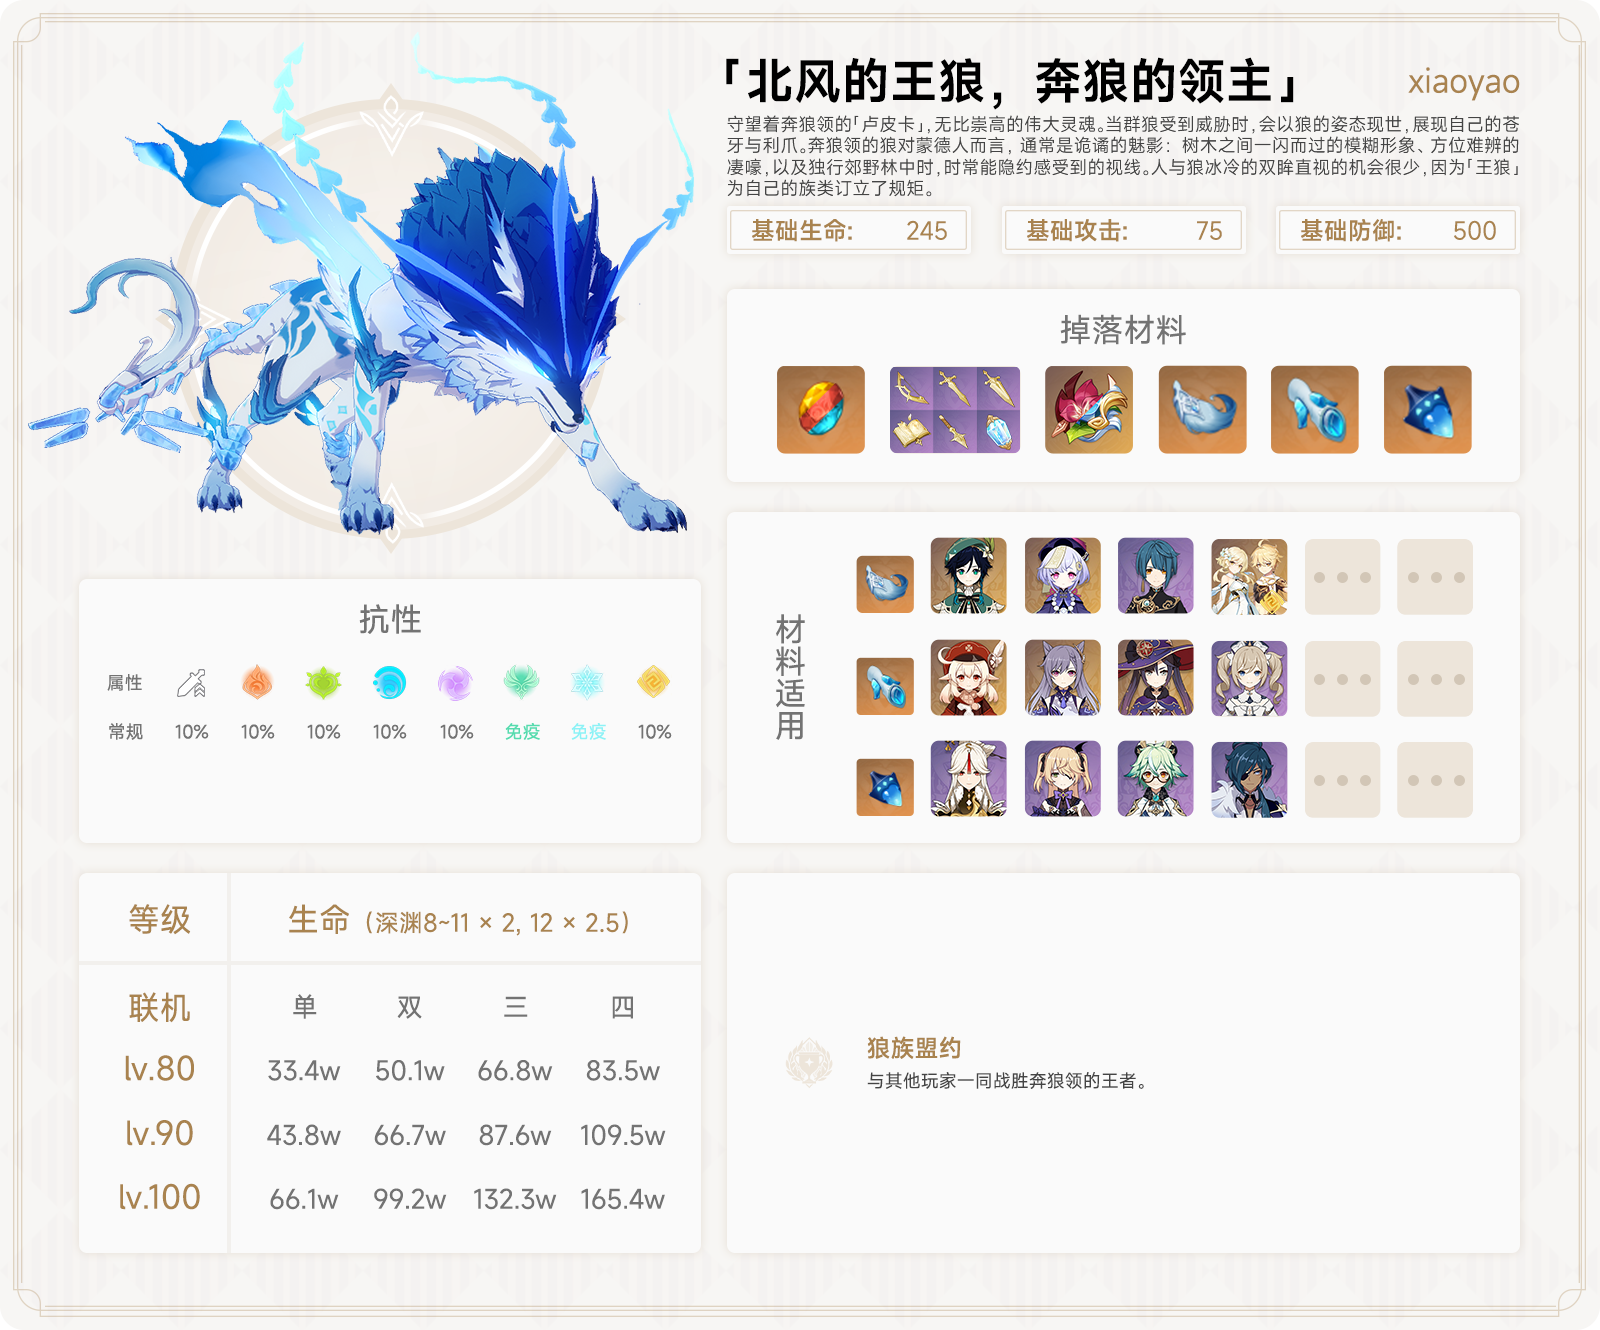 「北风的王狼，奔狼的领主」
xiaoyao
守望着奔狼领的「卢皮卡」,无比崇高的伟大灵魂。当群狼受到威胁时,会以狼的姿态现世,展现自己的苍
牙与利爪。奔狼领的狼对蒙德人而言，通常是诡谲的魅影：树木之间一闪而过的模糊形象、方位难辨的
凄嚎,以及独行郊野林中时,时常能隐约感受到的视线。人与狼冰冷的双眸直视的机会很少,因为「王狼」
为自己的族类订立了规矩。
基础生命: 245
基础攻击: 75
基础防御: 500
掉落材料
材料适用
抗性
属性
常规 10% 10% 10% 10% 10% 免疫 免疫 10%
等级 生命（深渊8~11 × 2, 12 × 2.5）
联机 单 双 三 四
lv.80 33.4w 50.1w 66.8w 83.5w
lv.90 43.8w 66.7w 87.6w 109.5w
lv.100 66.1w 99.2w 132.3w 165.4w
狼族盟约
与其他玩家一同战胜奔狼领的王者。